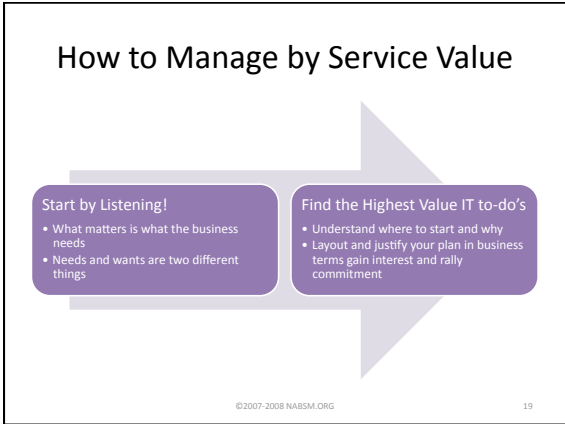 How to Manage by Service Value
Start by Listening!
• What matters is what the business
needs
• Needs and wants are two different
things
Find the Highest Value IT to-do's
• Understand where to start and why
• Layout and justify your plan in business
terms gain interest and rally
commitment
©2007-2008 NABSM.ORG
19